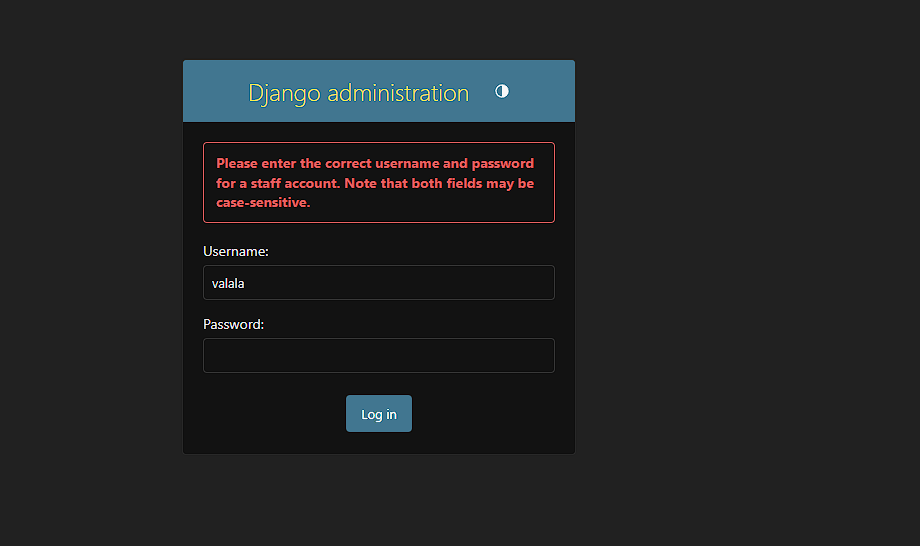 Django administration
Please enter the correct username and password
for a staff account. Note that both fields may be
case-sensitive.
Username:
valala
Password:
Log in